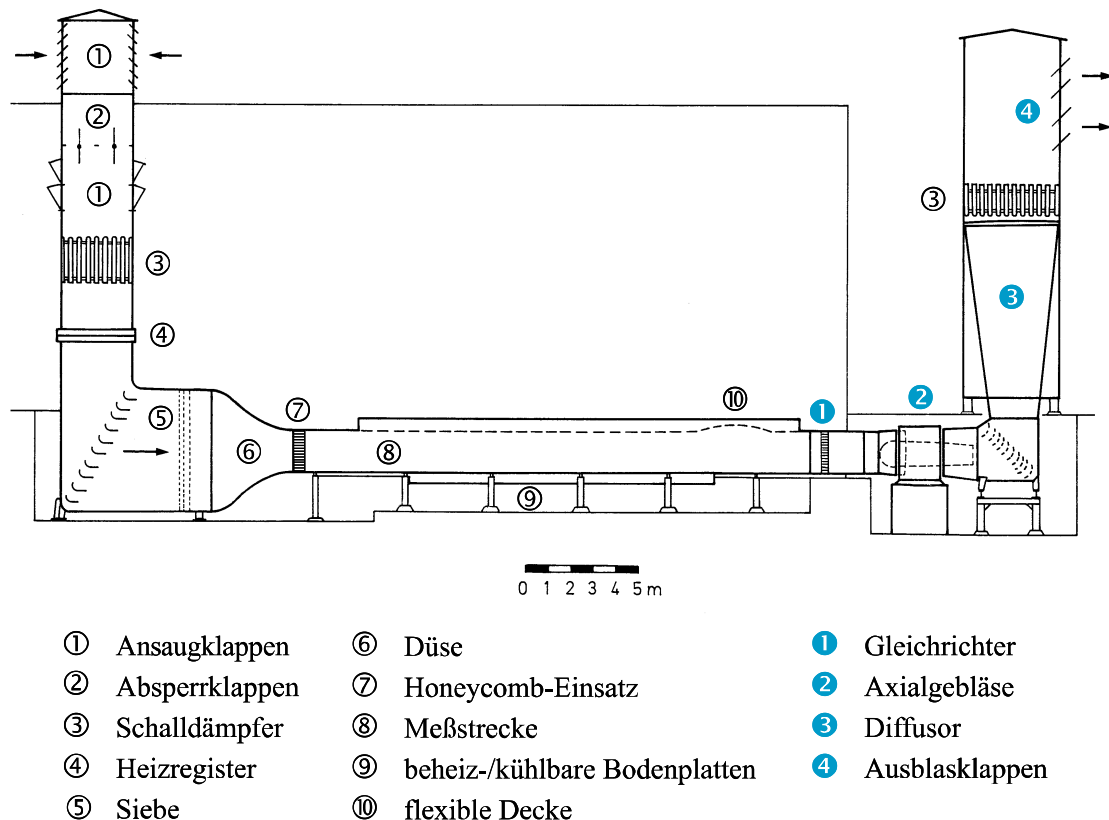 ①
②
①
③
④
⑤
⑥
⑦
⑧
⑨
⑩
❶
❷
❸
③
❹
0 1 2 3 4 5 m
① Ansaugklappen
② Absperrklappen
③ Schalldämpfer
④ Heizregister
⑤ Siebe
⑥ Düse
⑦ Honeycomb-Einsatz
⑧ Meßstrecke
⑨ beheiz-/kühlbare Bodenplatten
⑩ flexible Decke
❶ Gleichrichter
❷ Axialgebläse
❸ Diffusor
❹ Ausblasklappen